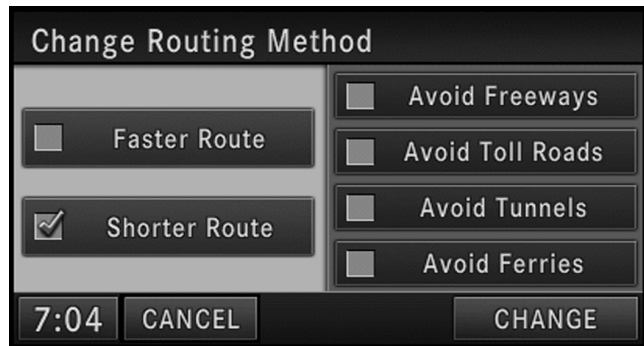 Change Routing Method
Faster Route
Shorter Route
Avoid Freeways
Avoid Toll Roads
Avoid Tunnels
Avoid Ferries
7:04 CANCEL CHANGE